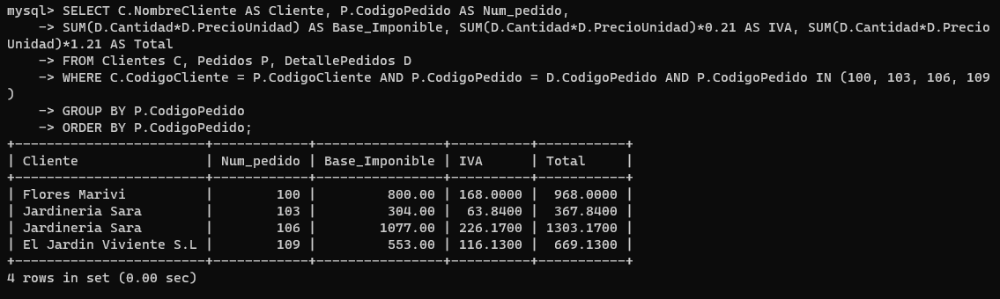 mysql> SELECT C.NombreCliente AS Cliente, P.CodigoPedido AS Num_pedido,
    -> SUM(D.Cantidad*D.PrecioUnidad) AS Base_Imponible, SUM(D.Cantidad*D.PrecioUnidad)*0.21 AS IVA, SUM(D.Cantidad*D.Precio
Unidad)*1.21 AS Total
    -> FROM Clientes C, Pedidos P, DetallePedidos D
    -> WHERE C.CodigoCliente = P.CodigoCliente AND P.CodigoPedido = D.CodigoPedido AND P.CodigoPedido IN (100, 103, 106, 109
)
    -> GROUP BY P.CodigoPedido
    -> ORDER BY P.CodigoPedido;
+------------------------+------------+----------------+----------+-----------+
| Cliente                | Num_pedido | Base_Imponible | IVA      | Total     |
+------------------------+------------+----------------+----------+-----------+
| Flores Marivi          |        100 |         800.00 | 168.0000 |  968.0000 |
| Jardineria Sara        |        103 |         304.00 |  63.8400 |  367.8400 |
| Jardineria Sara        |        106 |        1077.00 | 226.1700 | 1303.1700 |
| El Jardin Viviente S.L |        109 |         553.00 | 116.1300 |  669.1300 |
+------------------------+------------+----------------+----------+-----------+
4 rows in set (0.00 sec)